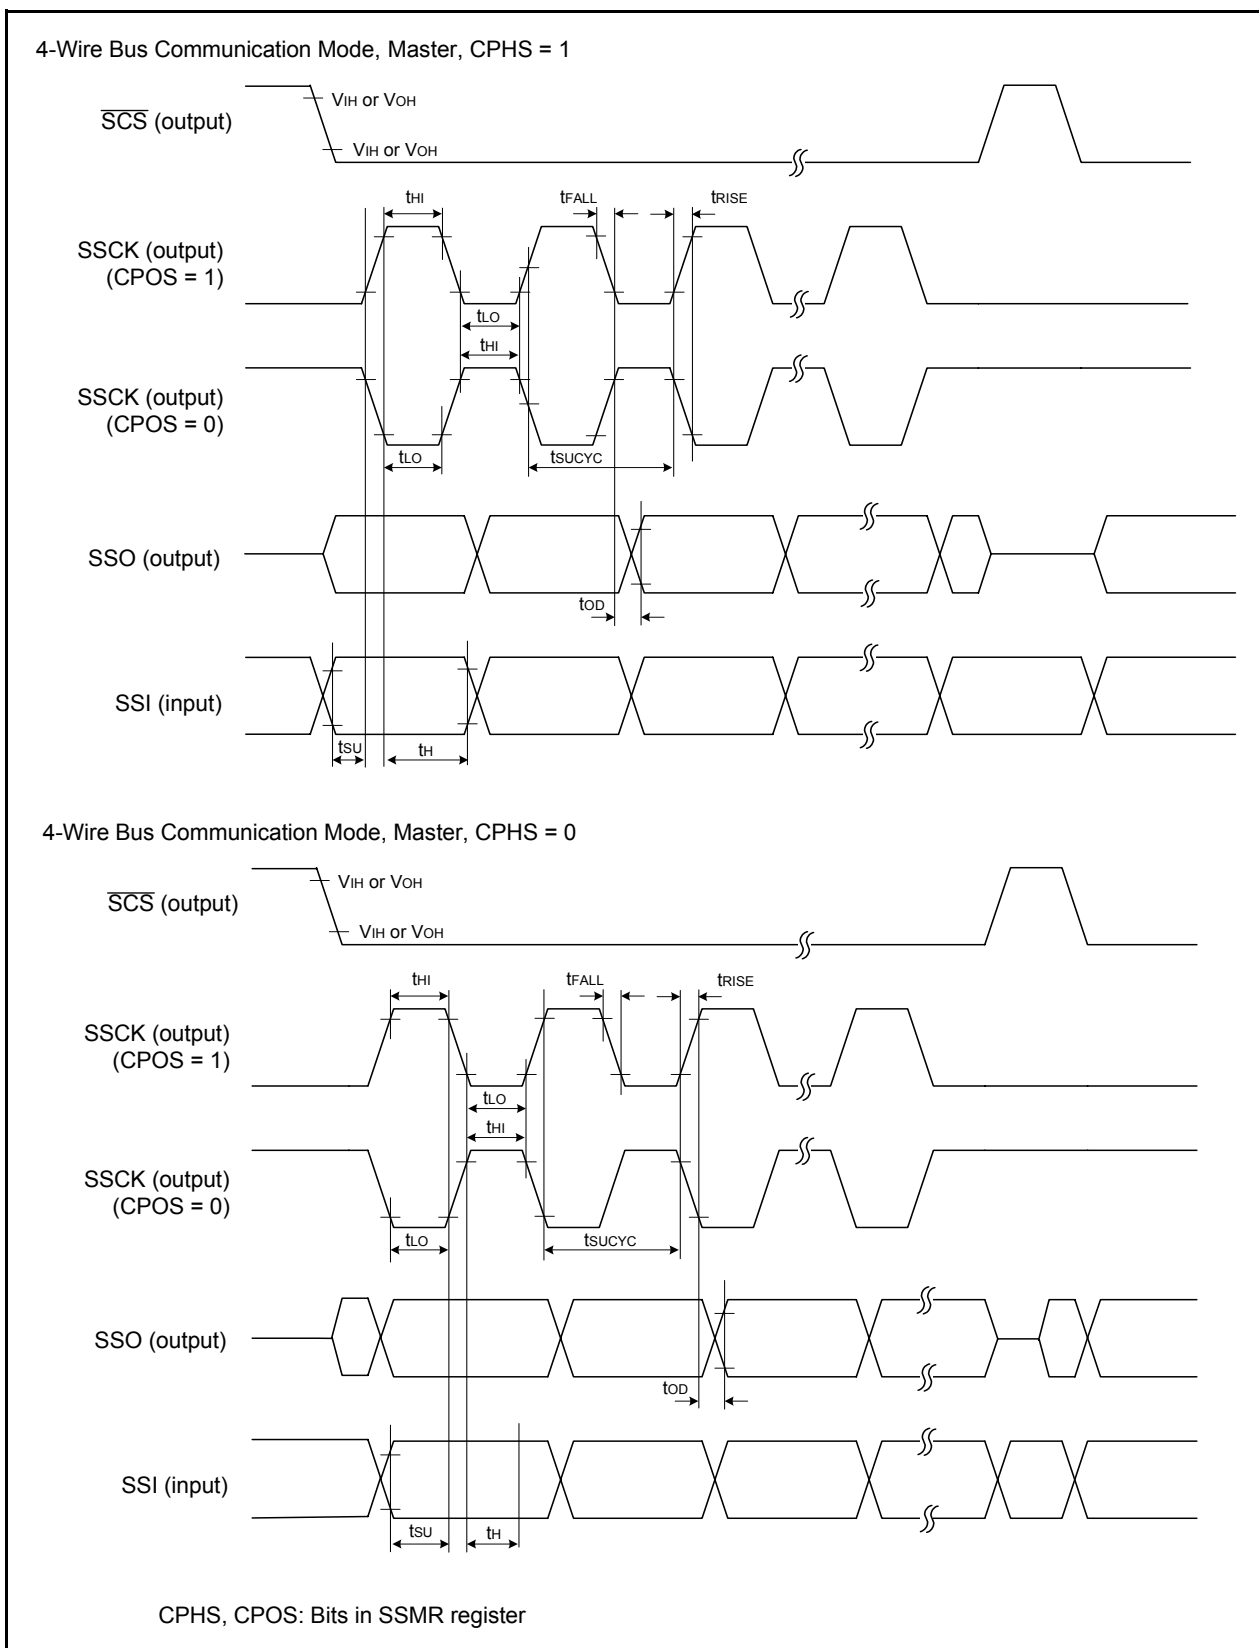 4-Wire Bus Communication Mode, Master, CPHS = 1
VIH or VOH
SCS (output)
VIH or VOH
tHI
tFALL
tRISE
SSCK (output)
(CPOS = 1)
tLO
tHI
SSCK (output)
(CPOS = 0)
tLO
tSUCYC
SSO (output)
tOD
SSI (input)
tSU
tH
4-Wire Bus Communication Mode, Master, CPHS = 0
VIH or VOH
SCS (output)
VIH or VOH
tHI
tFALL
tRISE
SSCK (output)
(CPOS = 1)
tLO
tHI
SSCK (output)
(CPOS = 0)
tLO
tSUCYC
SSO (output)
tOD
SSI (input)
tSU
tH
CPHS, CPOS: Bits in SSMR register